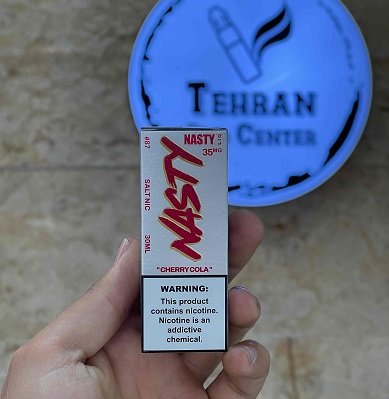 TEHRAN
CENTER
NASTY
35MG
#87
SALT NIC
30ML
NASTY
"CHERRY COLA"
WARNING:
This product
contains nicotine.
Nicotine is an
addictive
chemical.